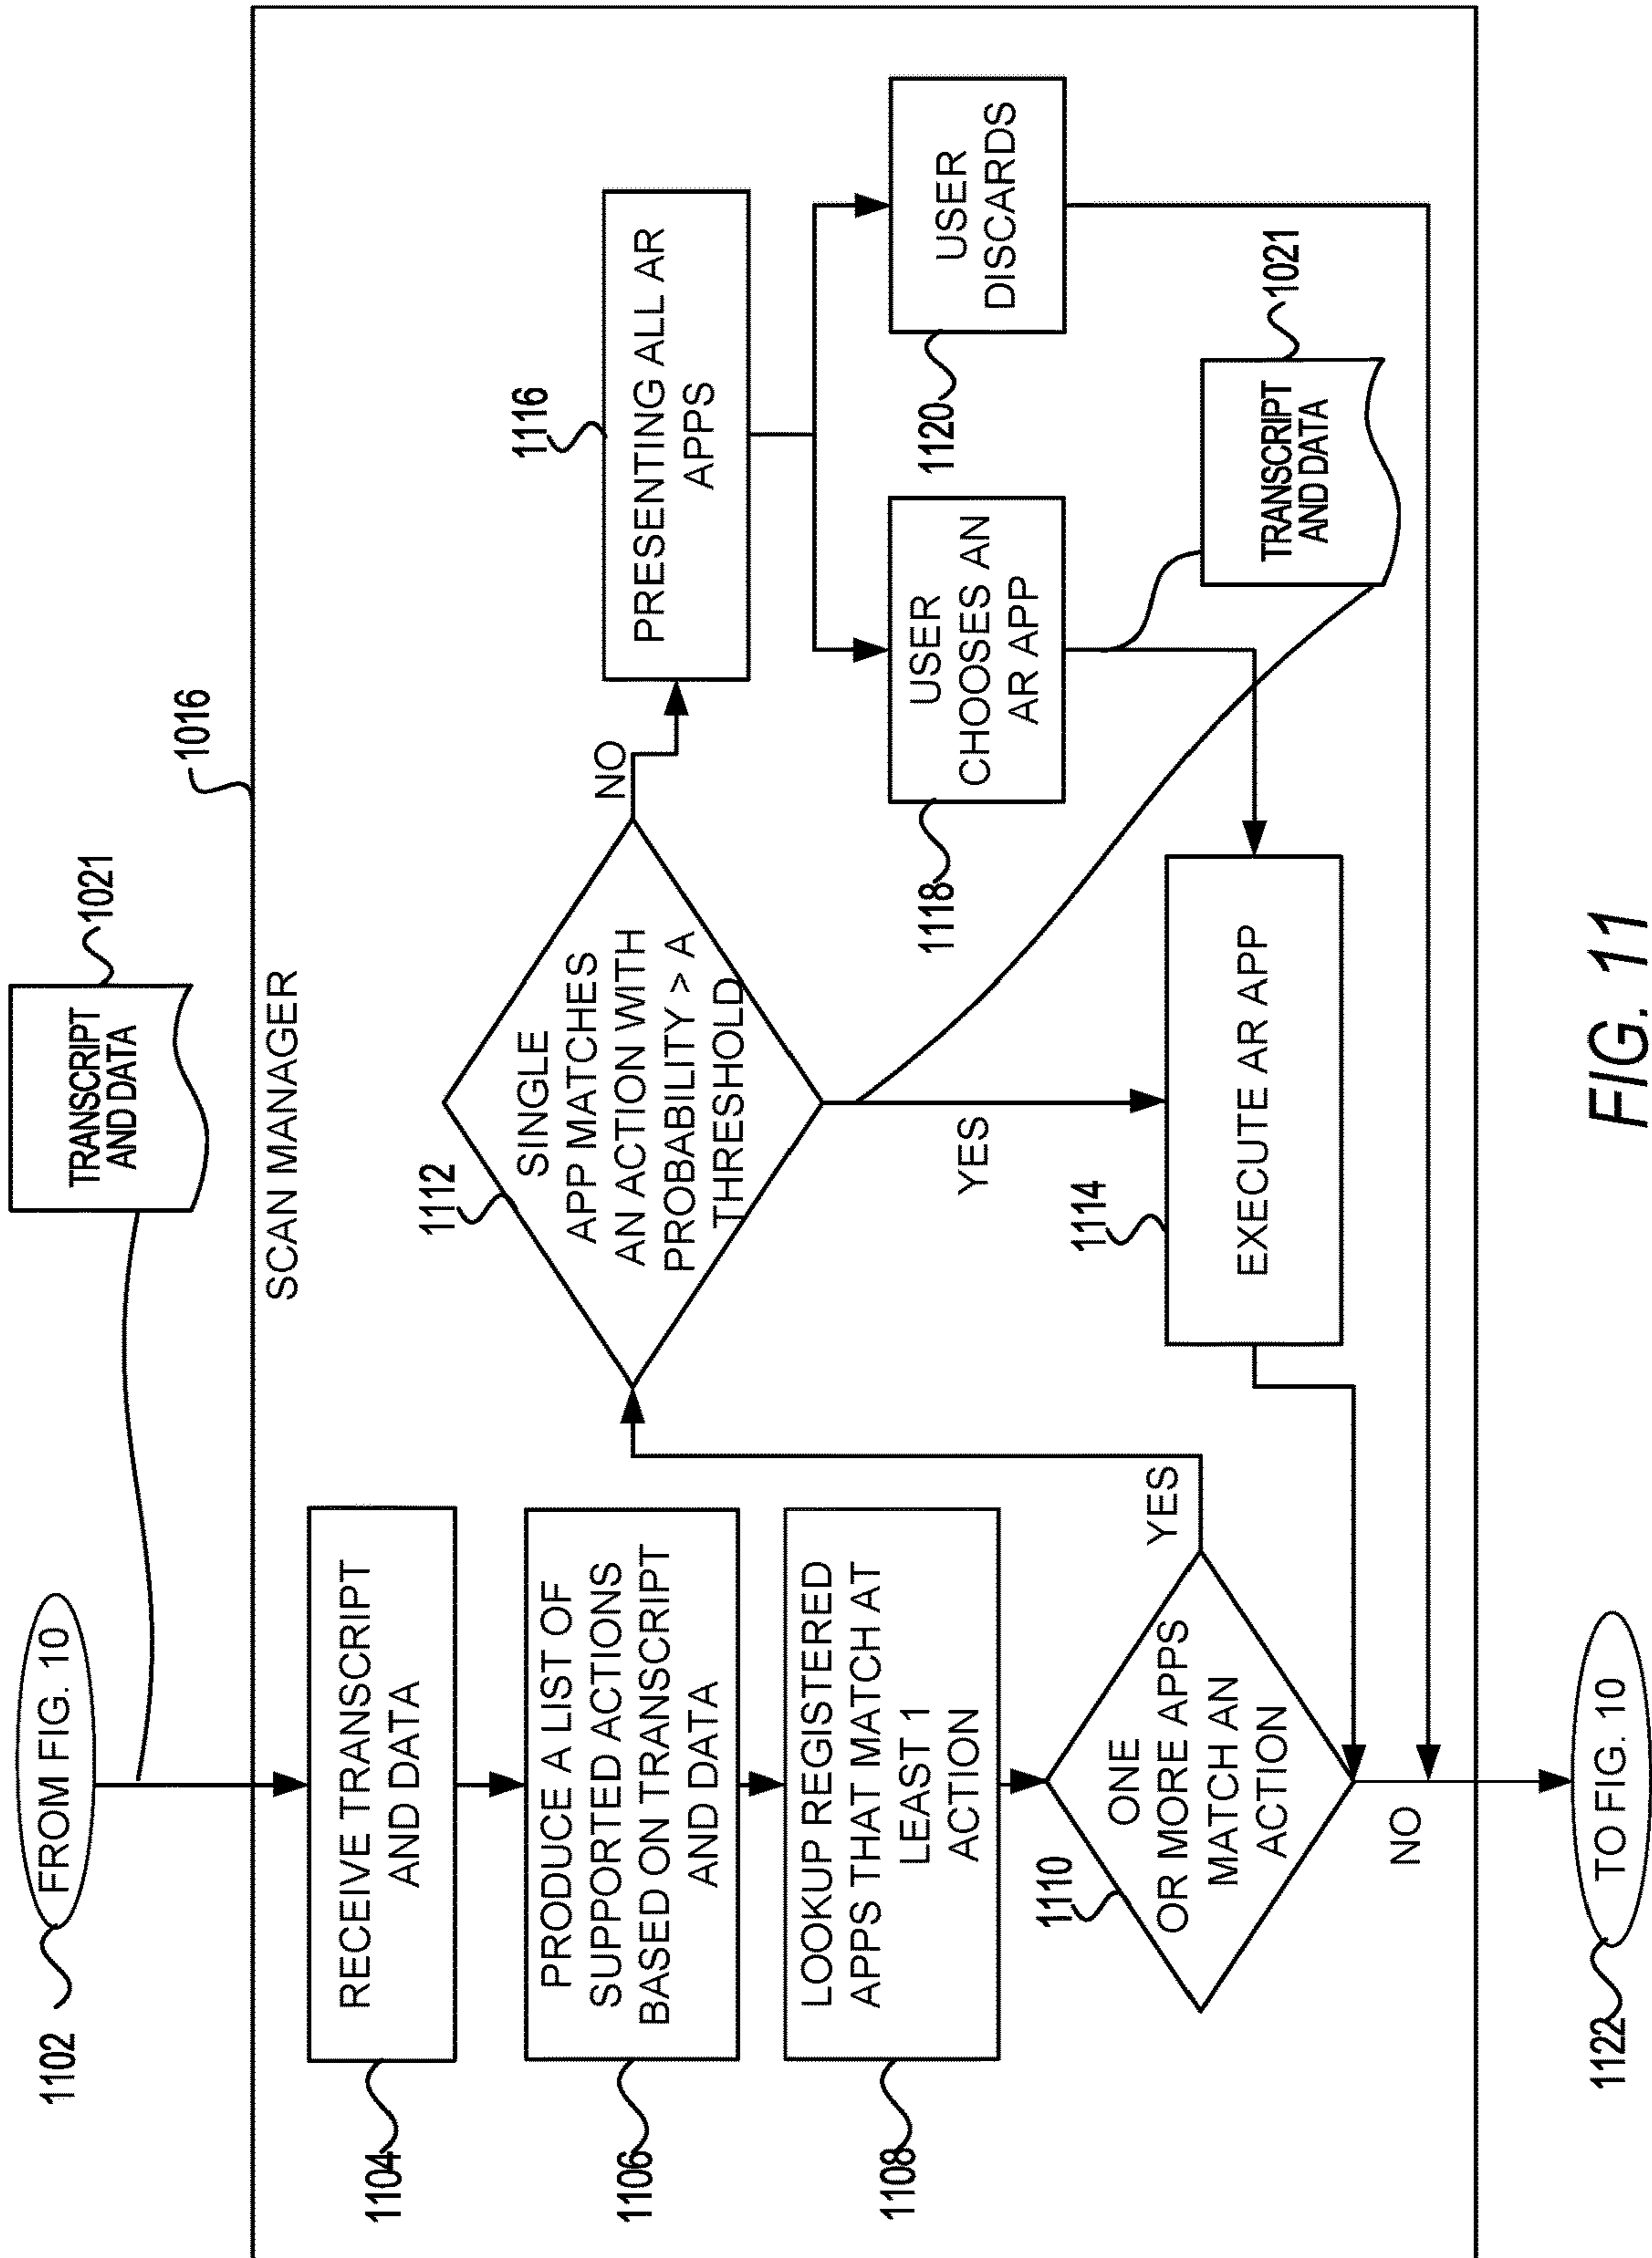 1102
FROM FIG. 10
TRANSCRIPT
AND DATA
1021
SCAN MANAGER
1016
1104
RECEIVE TRANSCRIPT
AND DATA
1106
PRODUCE A LIST OF
SUPPORTED ACTIONS
BASED ON TRANSCRIPT
AND DATA
1108
LOOKUP REGISTERED
APPS THAT MATCH AT
LEAST 1
ACTION
1110
ONE
OR MORE APPS
MATCH AN
ACTION
YES
NO
1112
SINGLE
APP MATCHES
AN ACTION WITH
PROBABILITY > A
THRESHOLD
NO
YES
1114
EXECUTE AR APP
1116
PRESENTING ALL AR
APPS
1118
USER
CHOOSES AN
AR APP
1120
USER
DISCARDS
TRANSCRIPT
AND DATA
1021
1122
TO FIG. 10
FIG. 11